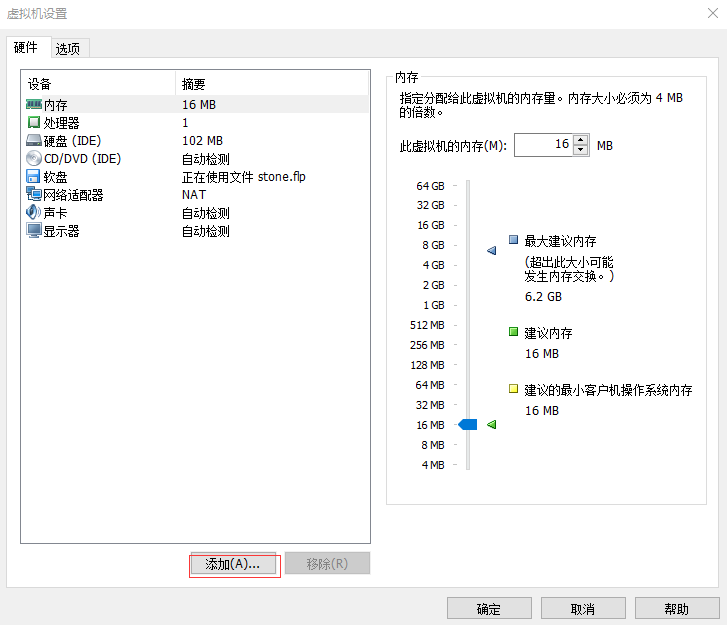 虚拟机设置
硬件 选项
设备 摘要
内存 16 MB
处理器 1
硬盘 (IDE) 102 MB
CD/DVD (IDE) 自动检测
软盘 正在使用文件 stone.flp
网络适配器 NAT
声卡 自动检测
显示器 自动检测
添加(A)... 移除(R)
内存
指定分配给此虚拟机的内存量。内存大小必须为 4 MB
的倍数。
此虚拟机的内存(M): 16 MB
64 GB
32 GB
16 GB
8 GB
4 GB
2 GB
1 GB
512 MB
256 MB
128 MB
64 MB
32 MB
16 MB
8 MB
4 MB
最大建议内存
(超出此大小可能
发生内存交换。)
6.2 GB
建议内存
16 MB
建议的最小客户机操作系统内存
16 MB
确定 取消 帮助